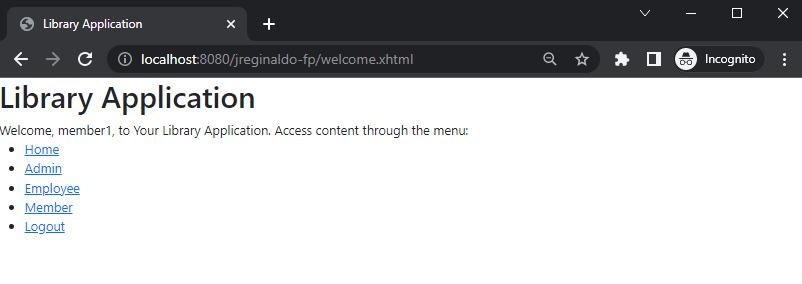 Library Application
localhost:8080/jreginaldo-fp/welcome.xhtml
Incognito
Library Application
Welcome, member1, to Your Library Application. Access content through the menu:
Home
Admin
Employee
Member
Logout